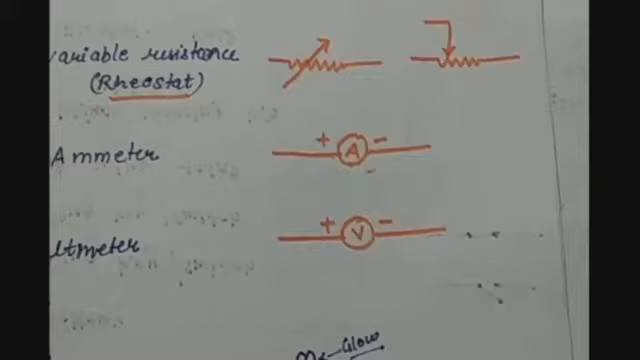 variable resistance
(Rheostat)
Ammeter
+ A -
ltmeter
+ V -
Glow